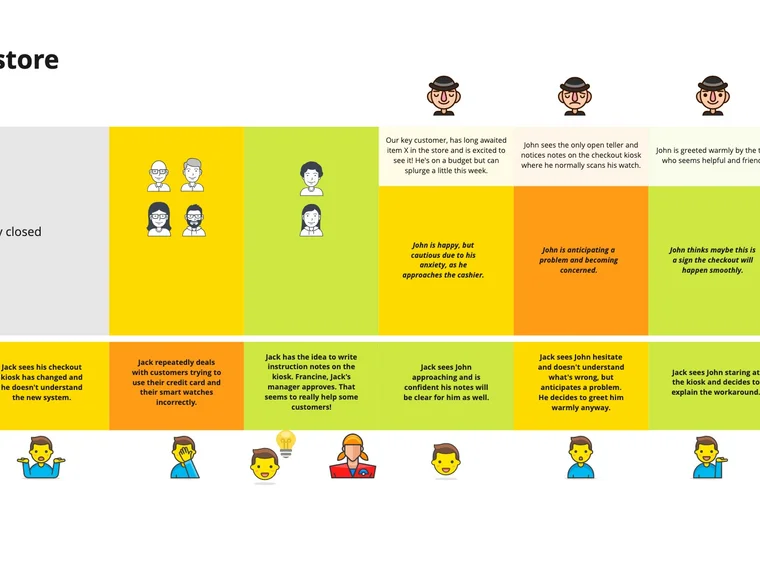 store
Our key customer, has long awaited
item X in the store and is excited to
see it! He's on a budget but can
splurge a little this week.
John sees the only open teller and
notices notes on the checkout kiosk
where he normally scans his watch.
John is greeted warmly by the t
who seems helpful and frien
y closed
John is happy, but
cautious due to his
anxiety, as he
approaches the cashier.
John is anticipating a
problem and becoming
concerned.
John thinks maybe this is
a sign the checkout will
happen smoothly.
Jack sees his checkout
kiosk has changed and
he doesn't understand
the new system.
Jack repeatedly deals
with customers trying to
use their credit card and
their smart watches
incorrectly.
Jack has the idea to write
instruction notes on the
kiosk. Francine, Jack's
manager approves. That
seems to really help some
customers!
Jack sees John
approaching and is
confident his notes will
be clear for him as well.
Jack sees John hesitate
and doesn't understand
what's wrong, but
anticipates a problem.
He decides to greet him
warmly anyway.
Jack sees John staring at
the kiosk and decides to
explain the workaround.